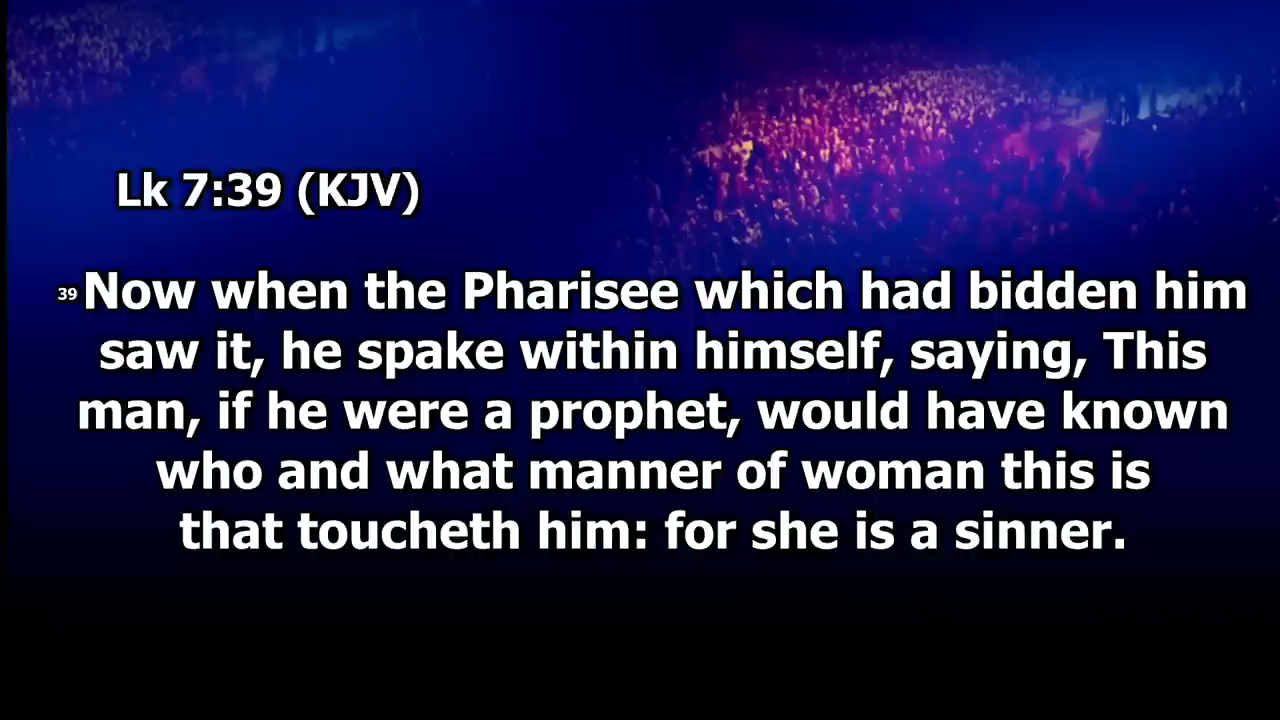 Lk 7:39 (KJV)
39 Now when the Pharisee which had bidden him
saw it, he spake within himself, saying, This
man, if he were a prophet, would have known
who and what manner of woman this is
that toucheth him: for she is a sinner.